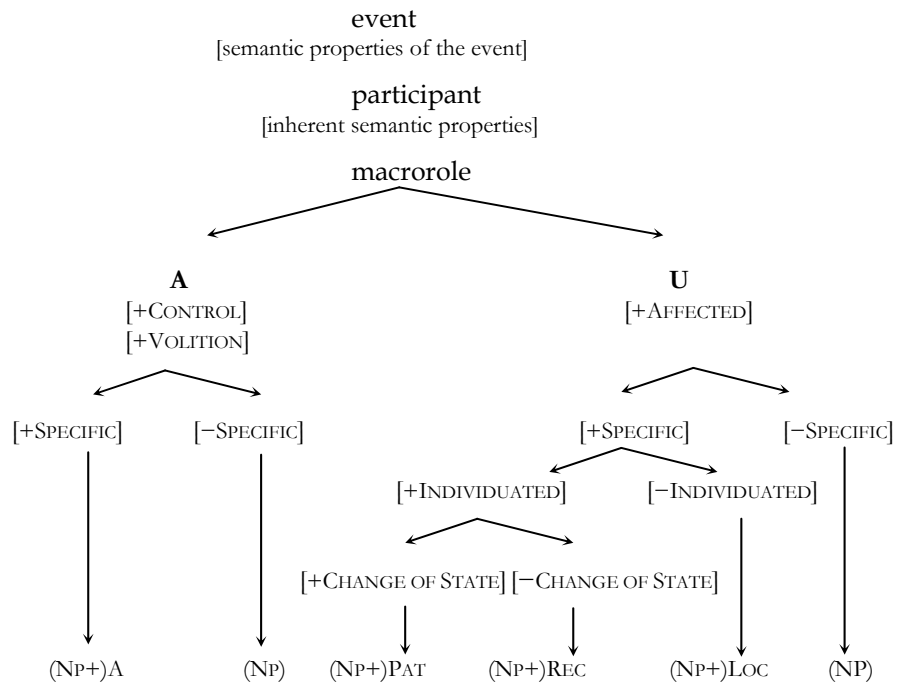 event
[semantic properties of the event]
participant
[inherent semantic properties]
macrorole
A
U
[+CONTROL]
[+AFFECTED]
[+VOLITION]
[+SPECIFIC]
[−SPECIFIC]
[+SPECIFIC]
[−SPECIFIC]
[+INDIVIDUATED]
[−INDIVIDUATED]
[+CHANGE OF STATE]
[−CHANGE OF STATE]
(NP+)A
(NP)
(NP+)PAT
(NP+)REC
(NP+)LOC
(NP)